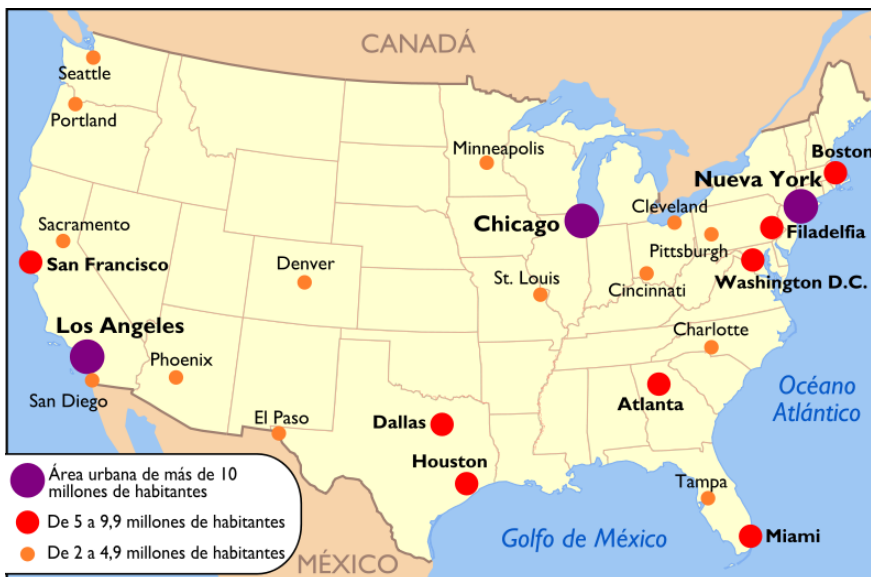 CANADÁ
Seattle
Portland
Minneapolis
Boston
Nueva York
Chicago
Cleveland
Sacramento
Filadelfia
Pittsburgh
San Francisco
Denver
St. Louis
Cincinnati
Washington D.C.
Los Angeles
Charlotte
Phoenix
San Diego
El Paso
Dallas
Atlanta
Océano
Atlántico
Houston
Área urbana de más de 10
millones de habitantes
Tampa
De 5 a 9,9 millones de habitantes
Golfo de México
Miami
De 2 a 4,9 millones de habitantes
MÉXICO